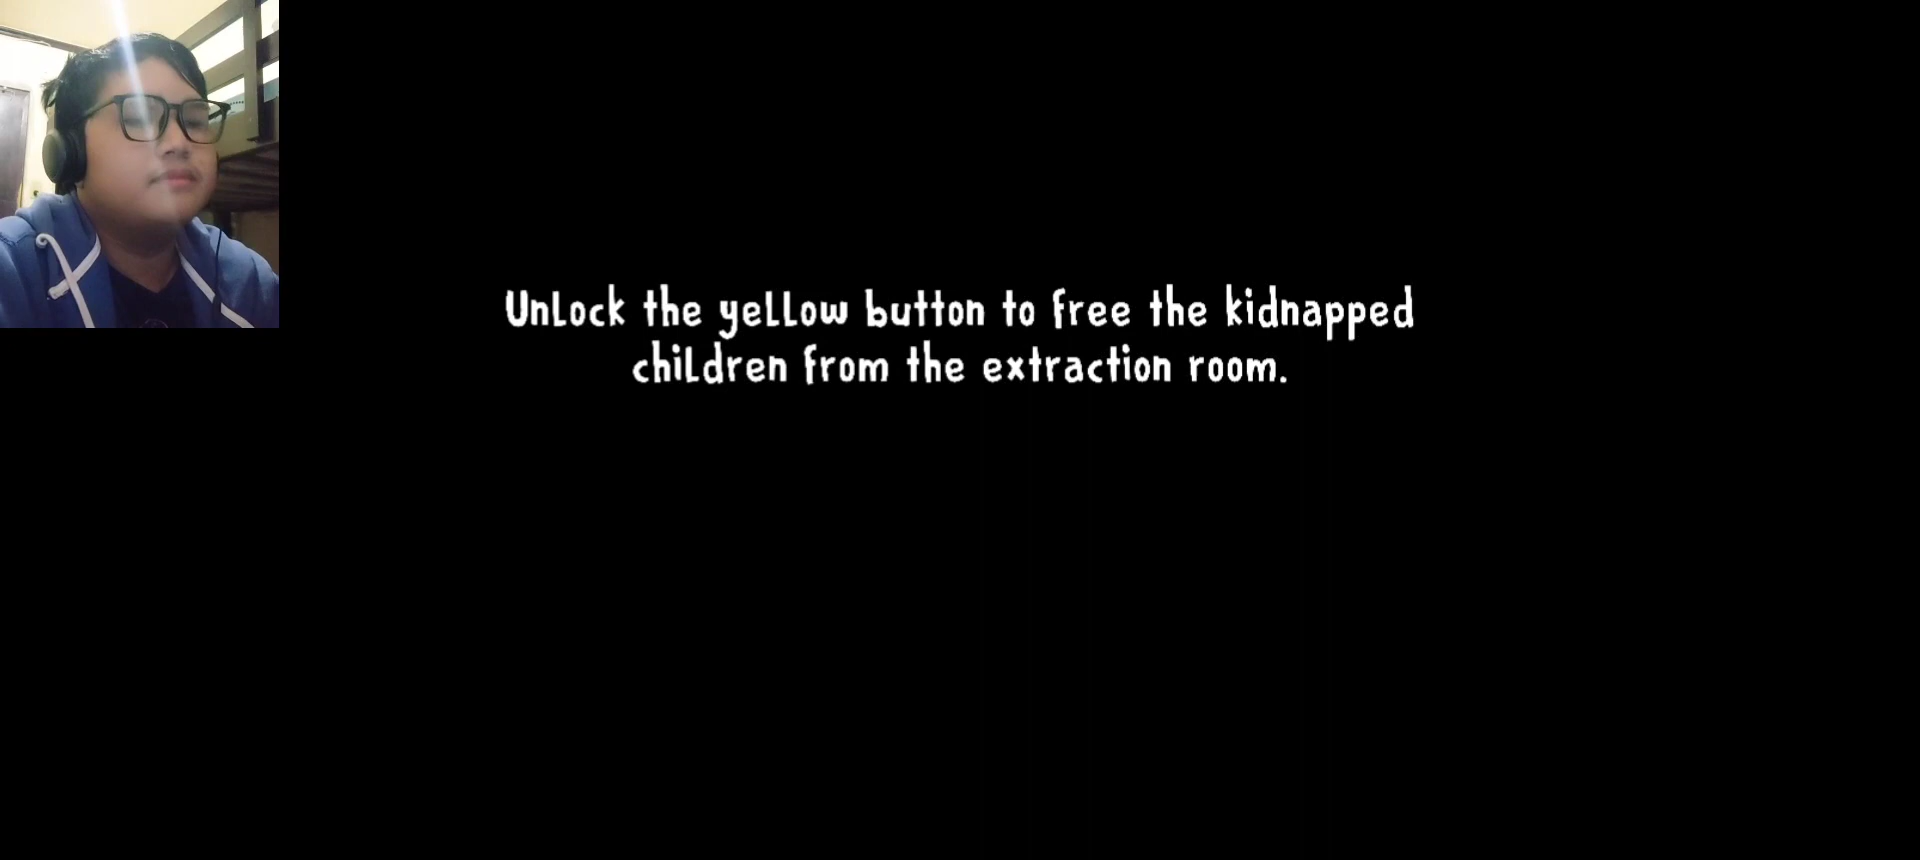 Unlock the yellow button to free the kidnapped
children from the extraction room.